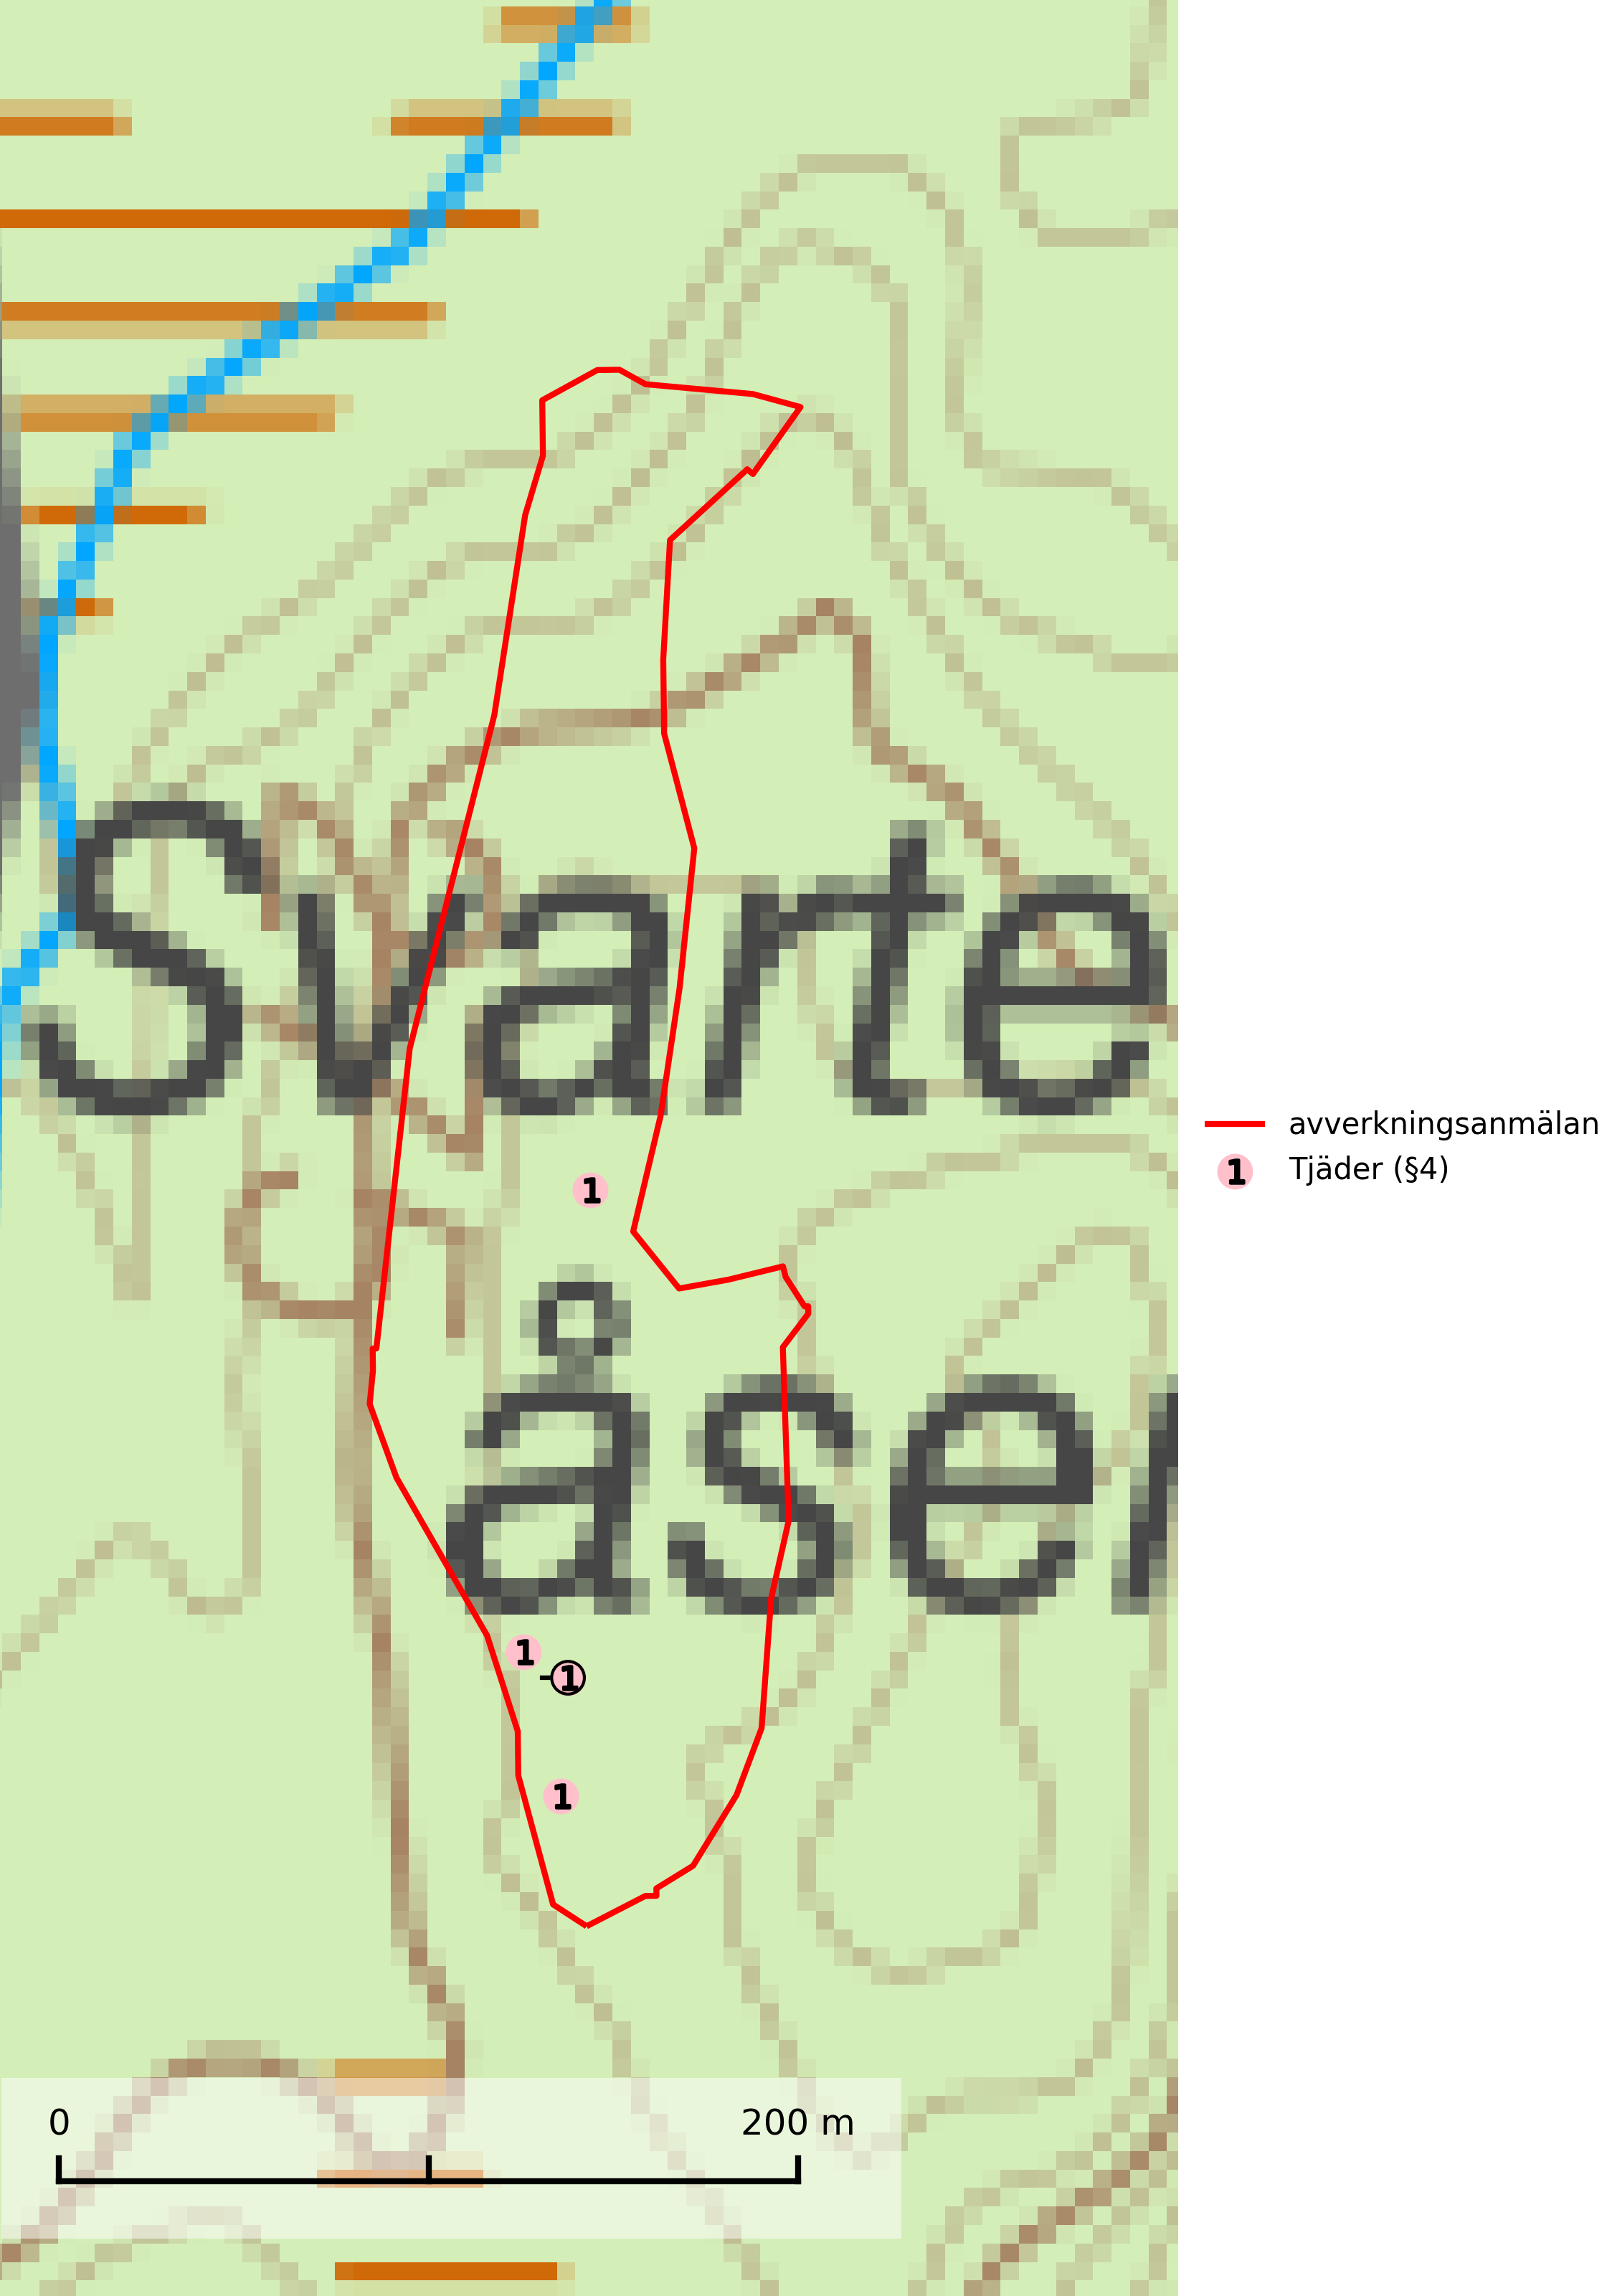 Svarte
åsen
avverkningsanmälan
1 Tjäder (§4)
1
1
1
1
0 200 m